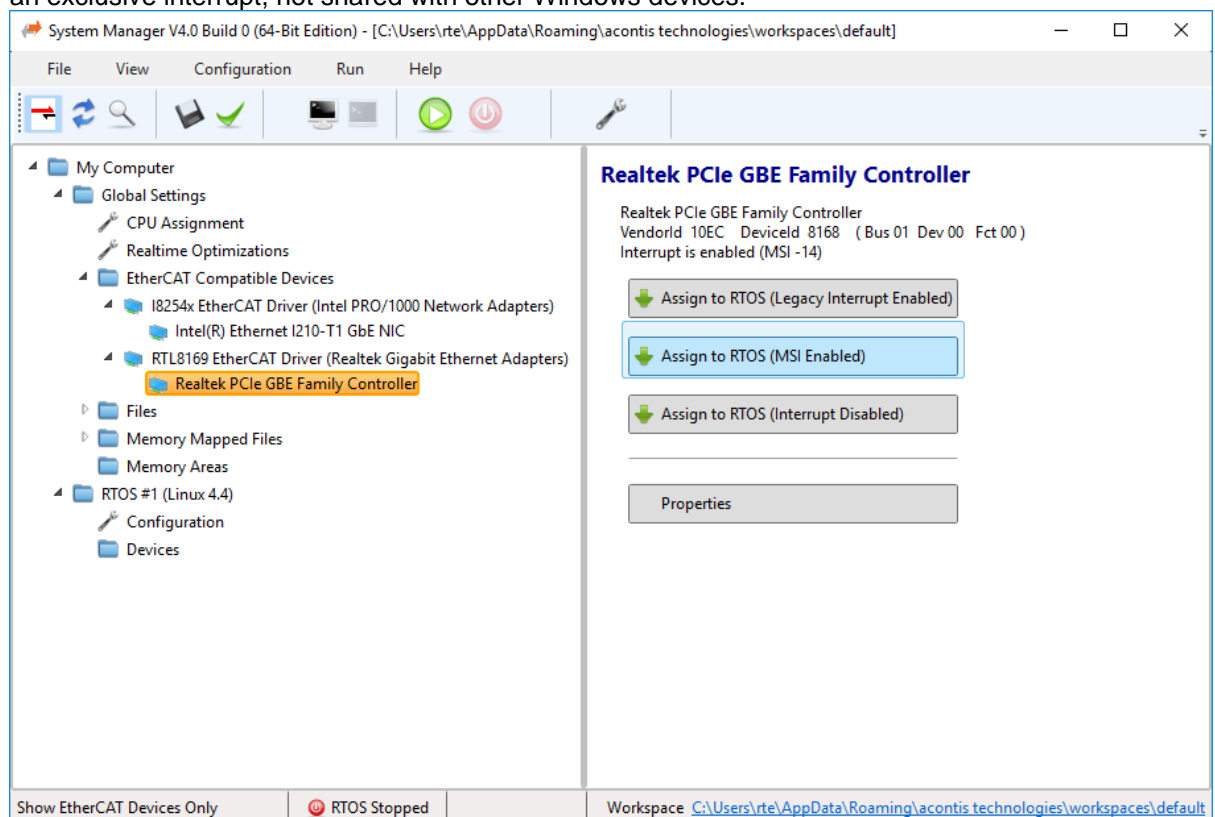 an exclusive interrupt, not shared with other Windows devices.
System Manager V4.0 Build 0 (64-Bit Edition) - [C:\Users\rte\AppData\Roaming\acontis technologies\workspaces\default]
File View Configuration Run Help
My Computer
Global Settings
CPU Assignment
Realtime Optimizations
EtherCAT Compatible Devices
I8254x EtherCAT Driver (Intel PRO/1000 Network Adapters)
Intel(R) Ethernet I210-T1 GbE NIC
RTL8169 EtherCAT Driver (Realtek Gigabit Ethernet Adapters)
Realtek PCIe GBE Family Controller
Files
Memory Mapped Files
Memory Areas
RTOS #1 (Linux 4.4)
Configuration
Devices
Realtek PCIe GBE Family Controller
Realtek PCIe GBE Family Controller
VendorId 10EC DeviceId 8168 ( Bus 01 Dev 00 Fct 00 )
Interrupt is enabled (MSI -14)
Assign to RTOS (Legacy Interrupt Enabled)
Assign to RTOS (MSI Enabled)
Assign to RTOS (Interrupt Disabled)
Properties
Show EtherCAT Devices Only
RTOS Stopped
Workspace C:\Users\rte\AppData\Roaming\acontis technologies\workspaces\default